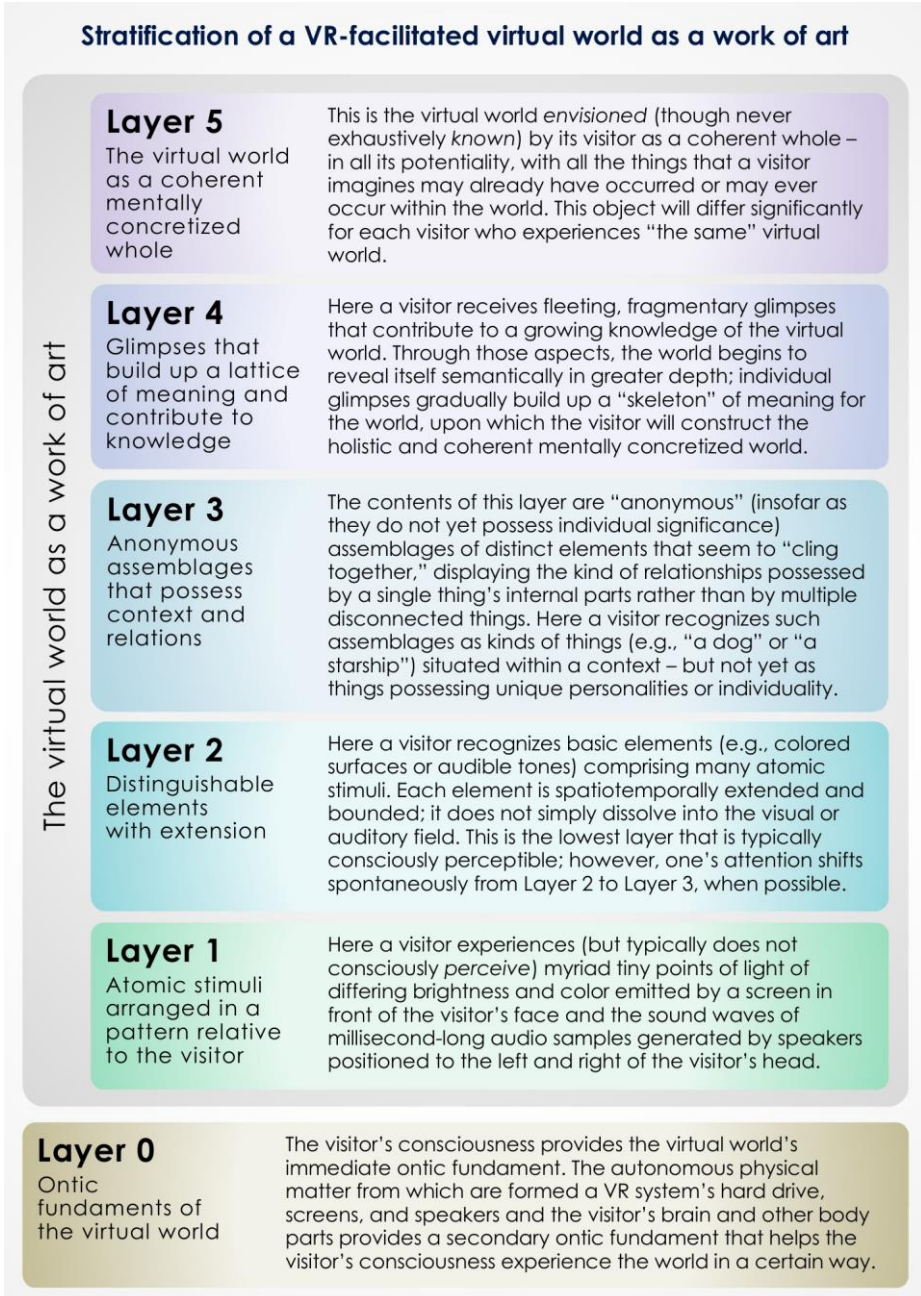 Stratification of a VR-facilitated virtual world as a work of art
The virtual world as a work of art
Layer 5
The virtual world
as a coherent
mentally
concretized
whole
This is the virtual world envisioned (though never
exhaustively known) by its visitor as a coherent whole –
in all its potentiality, with all the things that a visitor
imagines may already have occurred or may ever
occur within the world. This object will differ significantly
for each visitor who experiences “the same” virtual
world.
Layer 4
Glimpses that
build up a lattice
of meaning and
contribute to
knowledge
Here a visitor receives fleeting, fragmentary glimpses
that contribute to a growing knowledge of the virtual
world. Through those aspects, the world begins to
reveal itself semantically in greater depth; individual
glimpses gradually build up a “skeleton” of meaning for
the world, upon which the visitor will construct the
holistic and coherent mentally concretized world.
Layer 3
Anonymous
assemblages
that possess
context and
relations
The contents of this layer are “anonymous” (insofar as
they do not yet possess individual significance)
assemblages of distinct elements that seem to “cling
together,” displaying the kind of relationships possessed
by a single thing’s internal parts rather than by multiple
disconnected things. Here a visitor recognizes such
assemblages as kinds of things (e.g., “a dog” or “a
starship”) situated within a context – but not yet as
things possessing unique personalities or individuality.
Layer 2
Distinguishable
elements
with extension
Here a visitor recognizes basic elements (e.g., colored
surfaces or audible tones) comprising many atomic
stimuli. Each element is spatiotemporally extended and
bounded; it does not simply dissolve into the visual or
auditory field. This is the lowest layer that is typically
consciously perceptible; however, one’s attention shifts
spontaneously from Layer 2 to Layer 3, when possible.
Layer 1
Atomic stimuli
arranged in a
pattern relative
to the visitor
Here a visitor experiences (but typically does not
consciously perceive) myriad tiny points of light of
differing brightness and color emitted by a screen in
front of the visitor’s face and the sound waves of
millisecond-long audio samples generated by speakers
positioned to the left and right of the visitor’s head.
Layer 0
Ontic
fundaments of
the virtual world
The visitor’s consciousness provides the virtual world’s
immediate ontic fundament. The autonomous physical
matter from which are formed a VR system’s hard drive,
screens, and speakers and the visitor’s brain and other body
parts provides a secondary ontic fundament that helps the
visitor’s consciousness experience the world in a certain way.